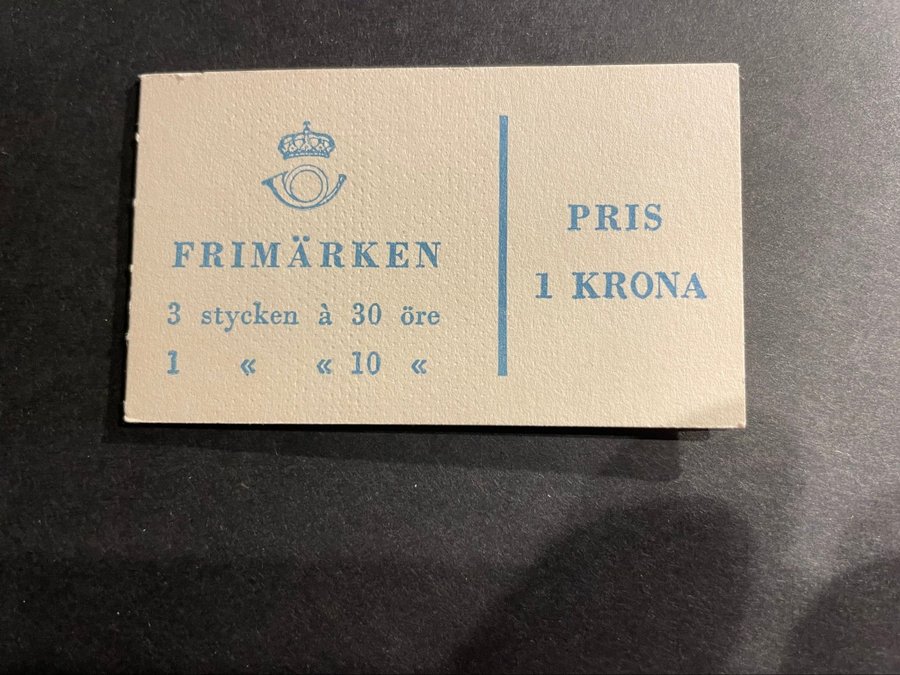 FRIMÄRKEN
3 stycken à 30 öre
1 « « 10 «
PRIS
1 KRONA